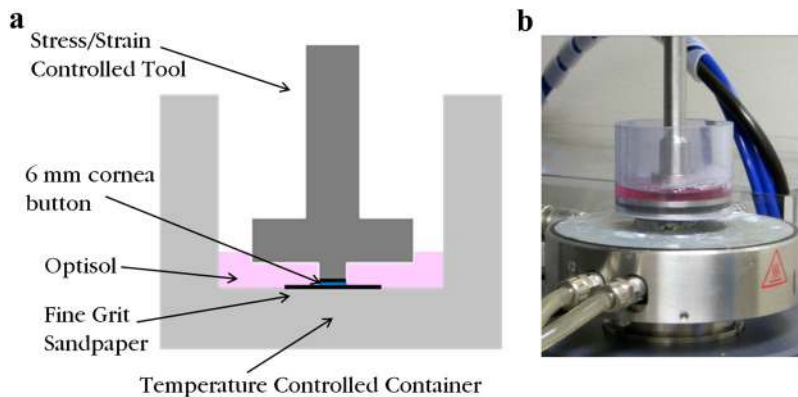 a
Stress/Strain
Controlled Tool
6 mm cornea
button
Optisol
Fine Grit
Sandpaper
Temperature Controlled Container
b